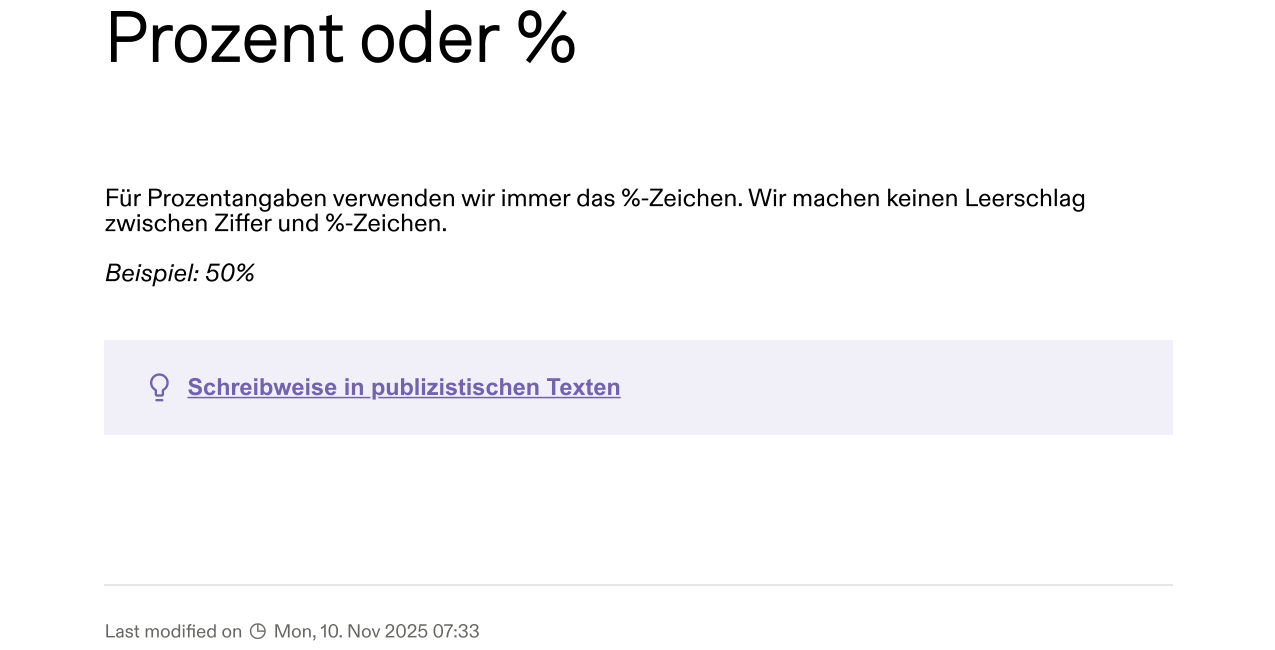 Prozent oder %
Für Prozentangaben verwenden wir immer das %-Zeichen. Wir machen keinen Leerschlag
zwischen Ziffer und %-Zeichen.
Beispiel: 50%
Schreibweise in publizistischen Texten
Last modified on Mon, 10. Nov 2025 07:33